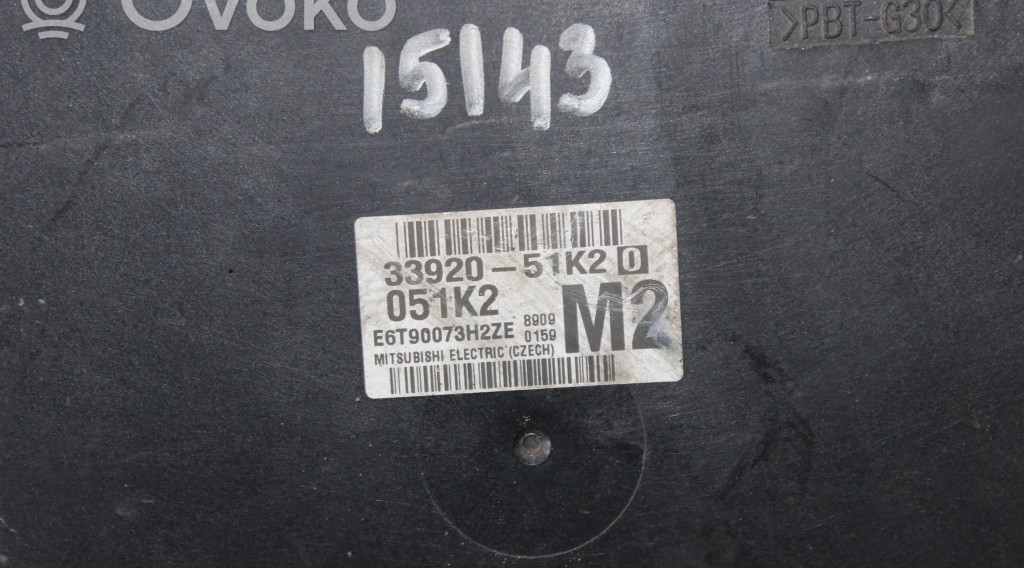 OVOKO
>PBT-G30<
15143
33920-51K2 0
051K2
E6T90073H2ZE 8909 0159 M2
MITSUBISHI ELECTRIC (CZECH)